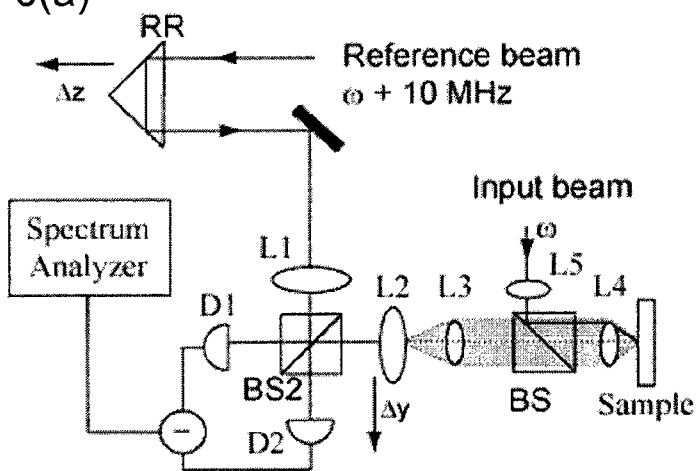 6(a)
RR
Reference beam
ω + 10 MHz
Δz
Input beam
ω
Spectrum
Analyzer
L1
L5
D1
L2
L3
L4
BS2
BS
Sample
Δy
D2
−